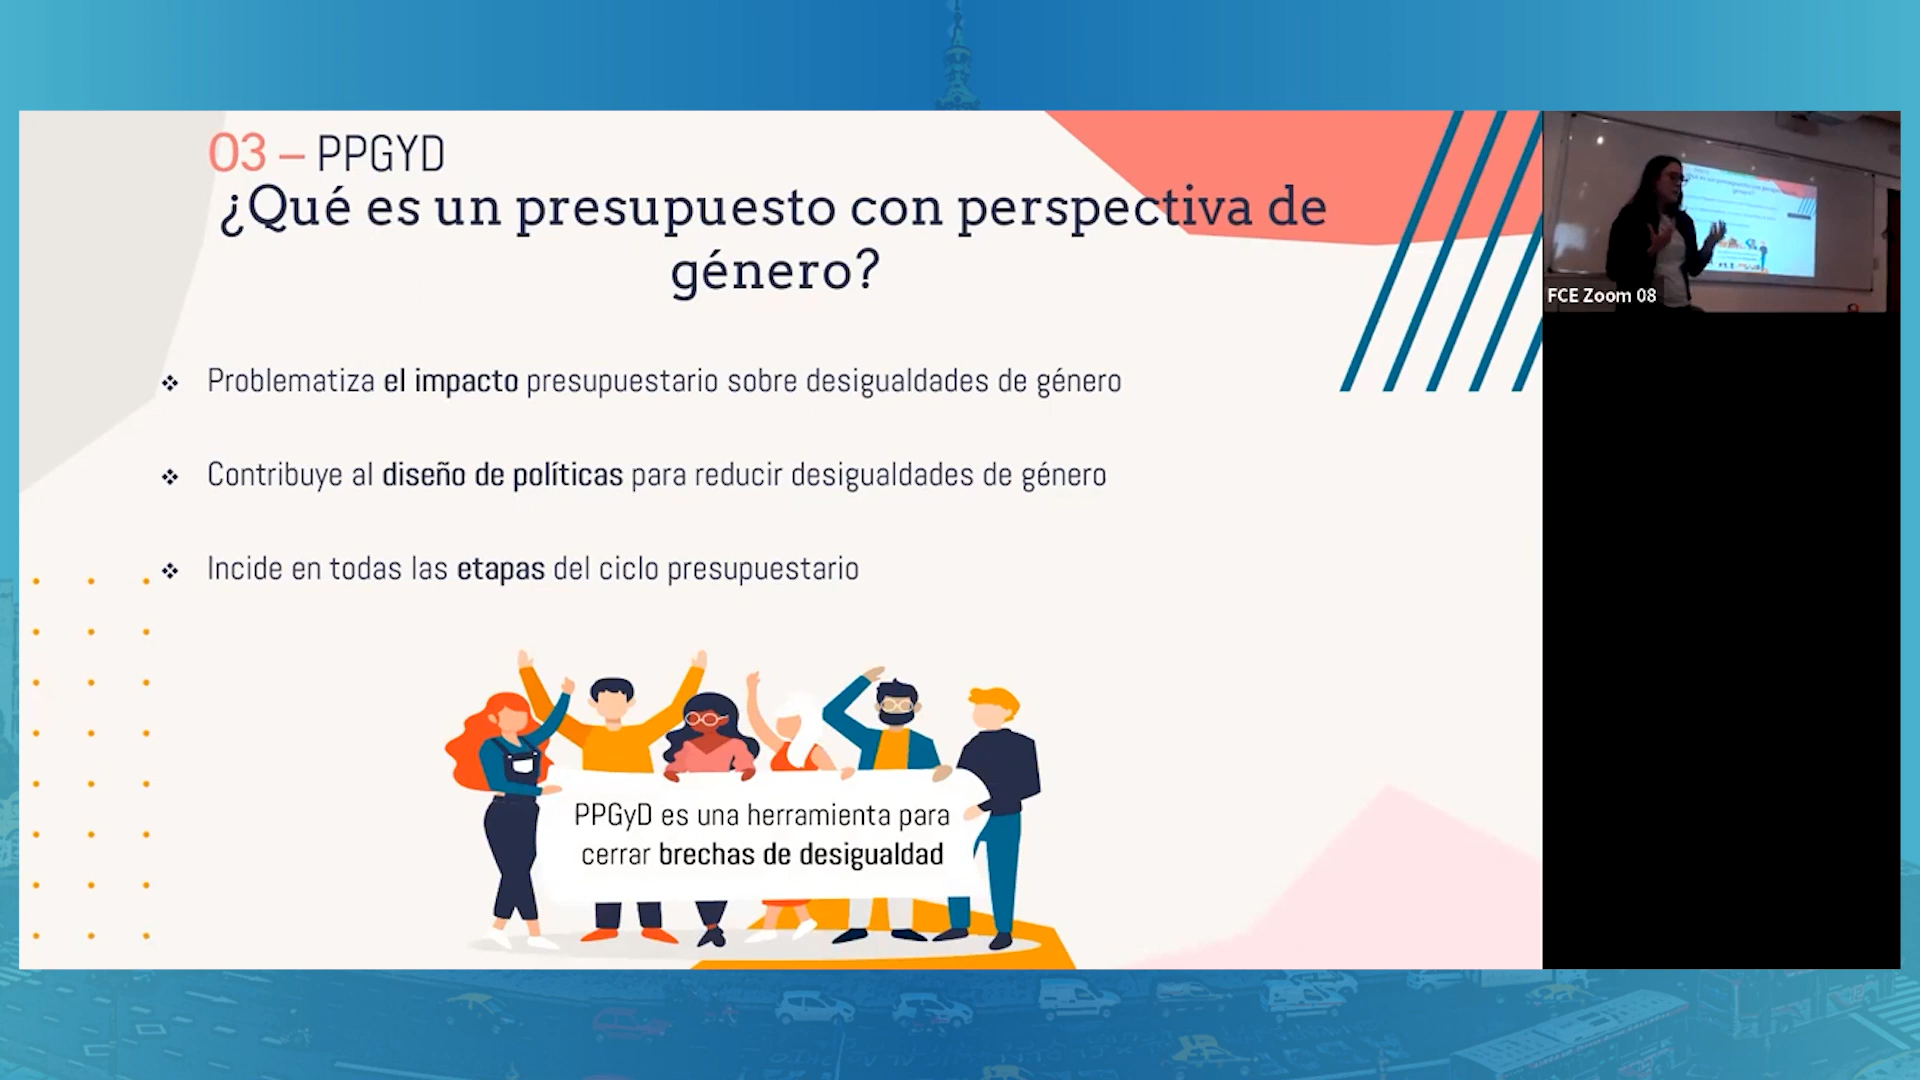 03 – PPGYD
¿Qué es un presupuesto con perspectiva de
género?
❖ Problematiza el impacto presupuestario sobre desigualdades de género
❖ Contribuye al diseño de políticas para reducir desigualdades de género
❖ Incide en todas las etapas del ciclo presupuestario
PPGyD es una herramienta para
cerrar brechas de desigualdad
FCE Zoom 08